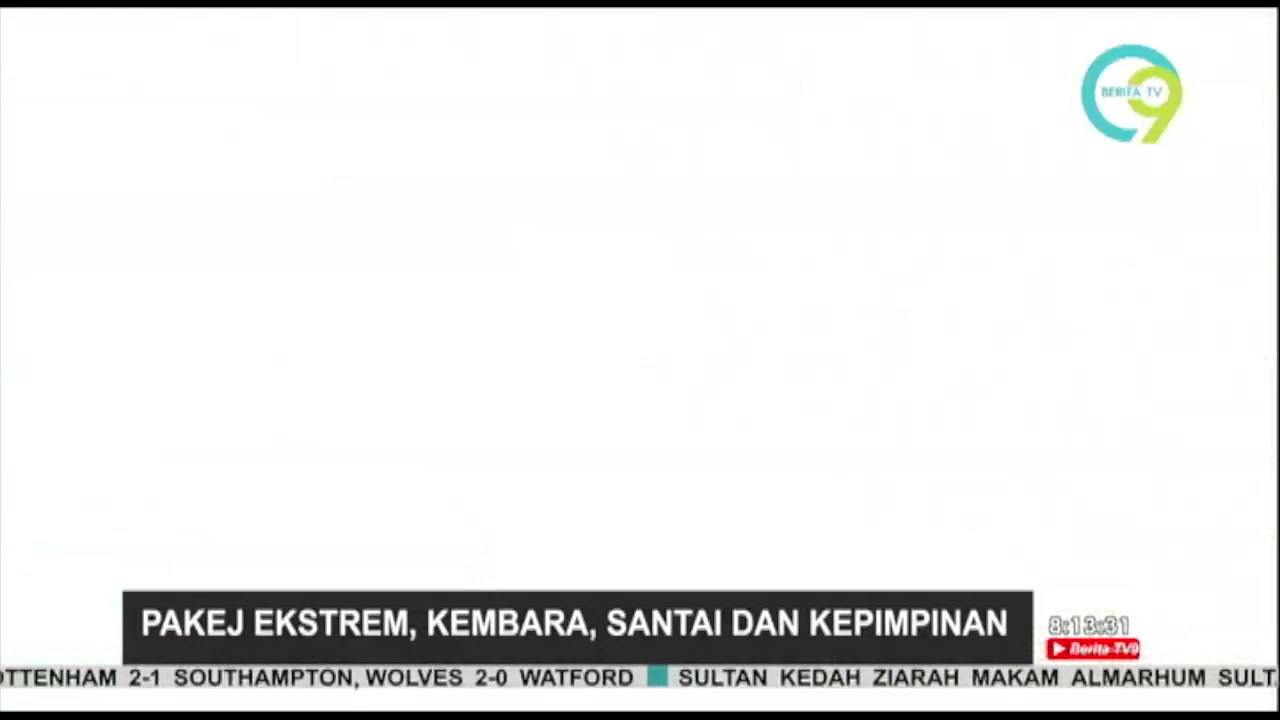 BERITA TV
9
PAKEJ EKSTREM, KEMBARA, SANTAI DAN KEPIMPINAN
8:13:31
Berita TV9
OTTENHAM 2-1 SOUTHAMPTON, WOLVES 2-0 WATFORD SULTAN KEDAH ZIARAH MAKAM ALMARHUM SULT